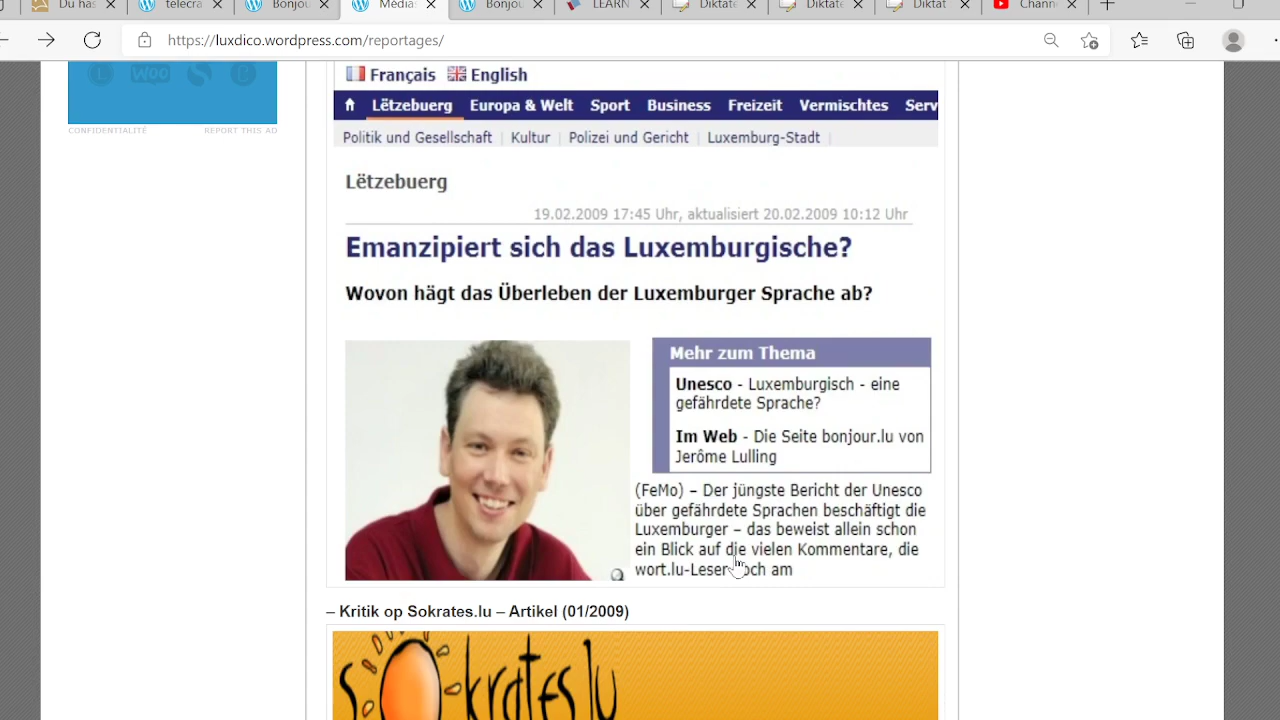 Du has
telecra
Bonjou
Médias
Bonjou
LEARN
Diktate
Diktate
Diktat
Chann
https://luxdico.wordpress.com/reportages/
WOO
CONFIDENTIALITÉ REPORT THIS AD
Français English
Lëtzebuerg Europa & Welt Sport Business Freizeit Vermischtes Serv
Politik und Gesellschaft | Kultur | Polizei und Gericht | Luxemburg-Stadt |
Lëtzebuerg
19.02.2009 17:45 Uhr, aktualisiert 20.02.2009 10:12 Uhr
Emanzipiert sich das Luxemburgische?
Wovon hägt das Überleben der Luxemburger Sprache ab?
Mehr zum Thema
Unesco - Luxemburgisch - eine
gefährdete Sprache?
Im Web - Die Seite bonjour.lu von
Jerôme Lulling
(FeMo) – Der jüngste Bericht der Unesco
über gefährdete Sprachen beschäftigt die
Luxemburger – das beweist allein schon
ein Blick auf die vielen Kommentare, die
wort.lu-Leser noch am
– Kritik op Sokrates.lu – Artikel (01/2009)
sokrates.lu